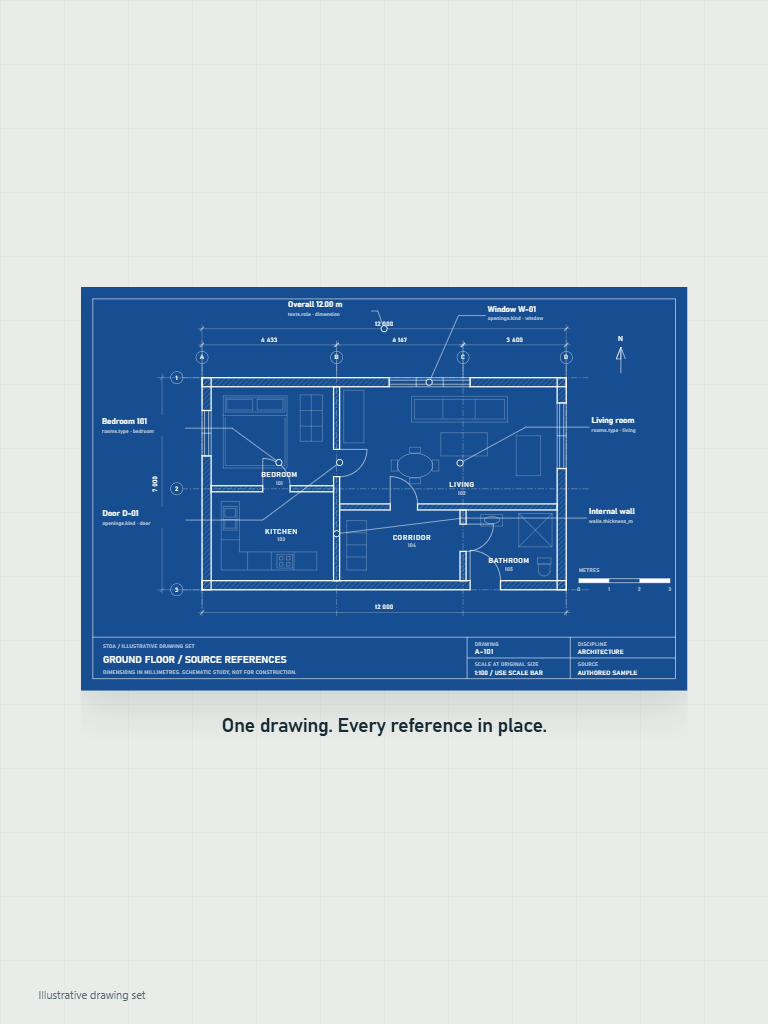 Overall 12.00 m
texts.role · dimension
Window W-01
openings.kind · window
12 000
4 433
4 167
3 400
N
A
B
C
D
1
Bedroom 101
rooms.type · bedroom
Living room
rooms.type · living
BEDROOM
101
LIVING
102
7 000
2
Door D-01
openings.kind · door
Internal wall
walls.thickness_m
KITCHEN
103
CORRIDOR
104
BATHROOM
105
METRES
0 1 2 3
3
12 000
STOA / ILLUSTRATIVE DRAWING SET
GROUND FLOOR / SOURCE REFERENCES
DIMENSIONS IN MILLIMETRES. SCHEMATIC STUDY, NOT FOR CONSTRUCTION.
DRAWING
A-101
DISCIPLINE
ARCHITECTURE
SCALE AT ORIGINAL SIZE
1:100 / USE SCALE BAR
SOURCE
AUTHORED SAMPLE
One drawing. Every reference in place.
Illustrative drawing set